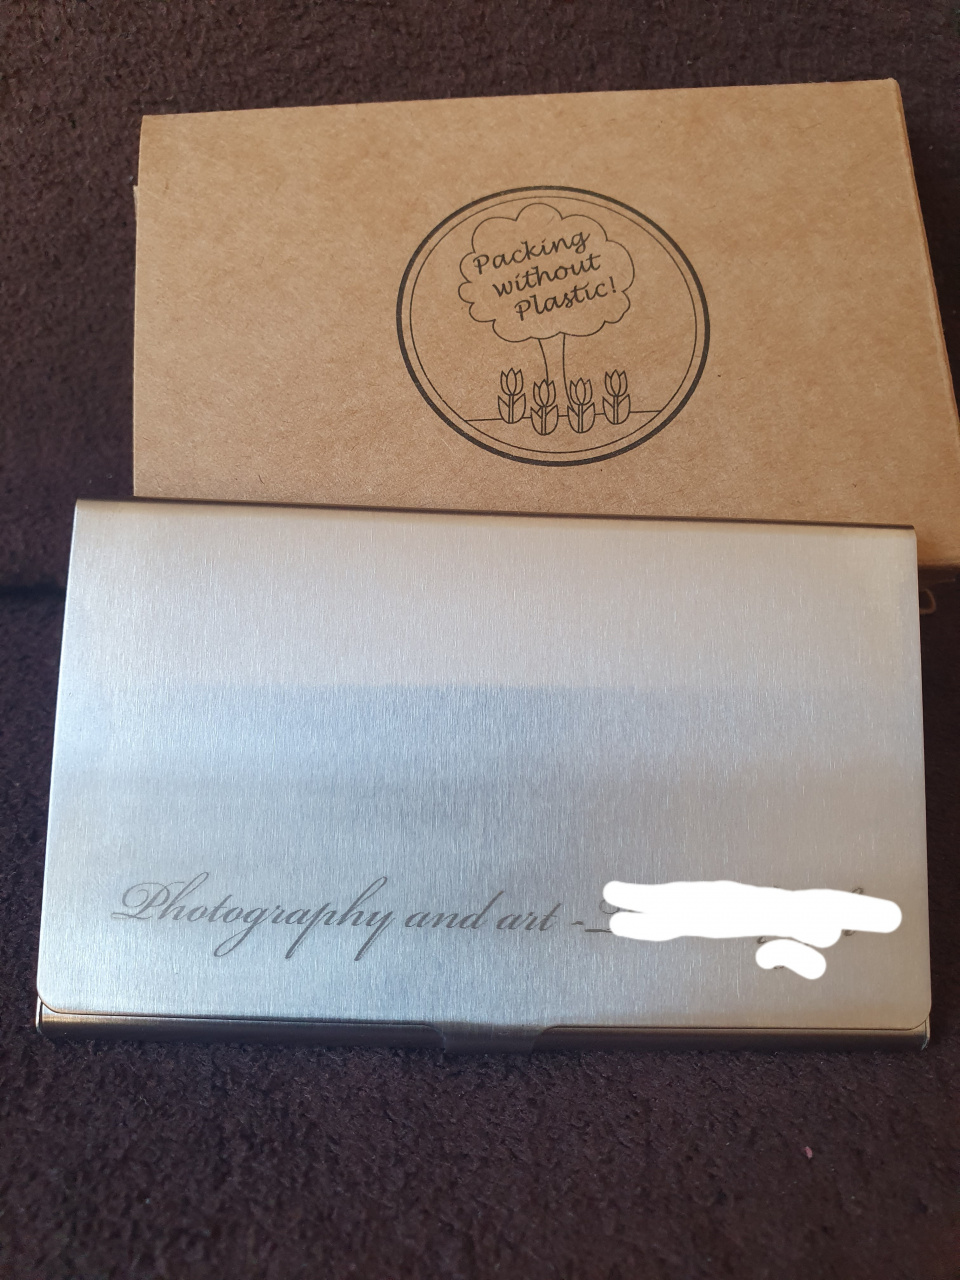 Packing
without
Plastic!
Photography and art -